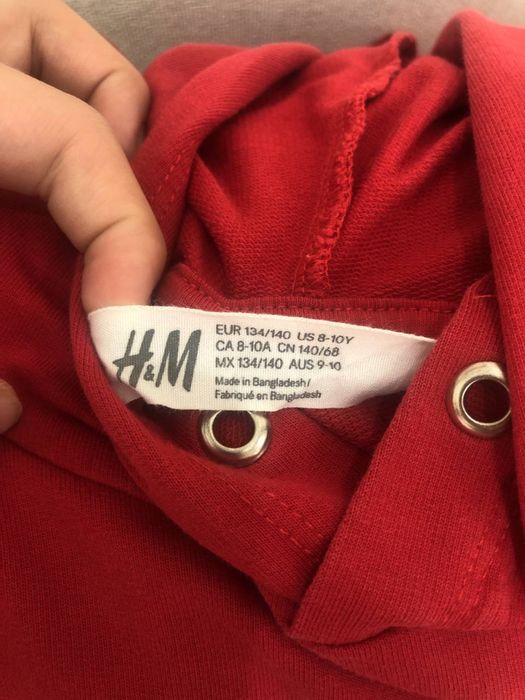 H&M
EUR 134/140 US 8-10Y
CA 8-10A CN 140/68
MX 134/140 AUS 9-10
Made in Bangladesh/
Fabriqué en Bangladesh